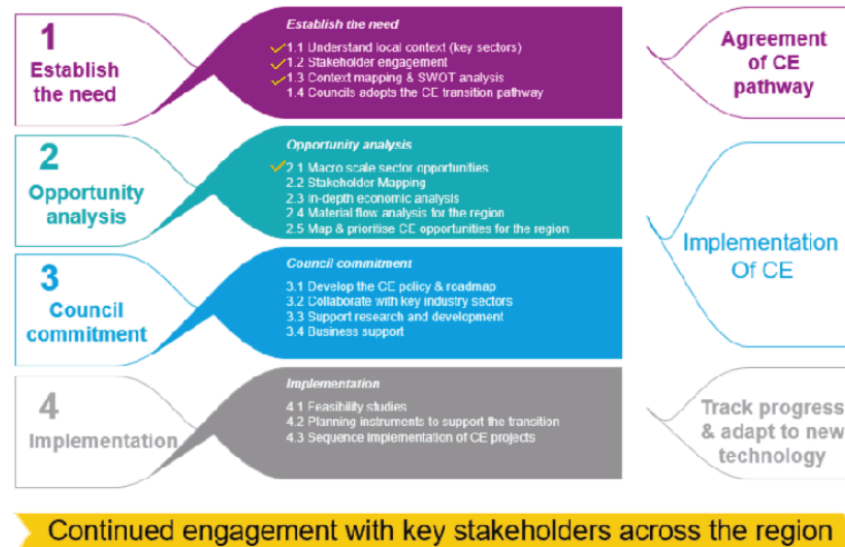 1
Establish
the need
Establish the need
1.1 Understand local context (key sectors)
1.2 Stakeholder engagement
1.3 Context mapping & SWOT analysis
1.4 Councils adopts the CE transition pathway
Agreement
of CE
pathway
2
Opportunity
analysis
Opportunity analysis
2.1 Macro scale sector opportunities
2.2 Stakeholder Mapping
2.3 In-depth economic analysis
2.4 Material flow analysis for the region
2.5 Map & prioritise CE opportunities for the region
Implementation
Of CE
3
Council
commitment
Council commitment
3.1 Develop the CE policy & roadmap
3.2 Collaborate with key industry sectors
3.3 Support research and development
3.4 Business support
4
Implementation
Implementation
4.1 Feasibility studies
4.2 Planning instruments to support the transition
4.3 Sequence implementation of CE projects
Track progress
& adapt to new
technology
Continued engagement with key stakeholders across the region